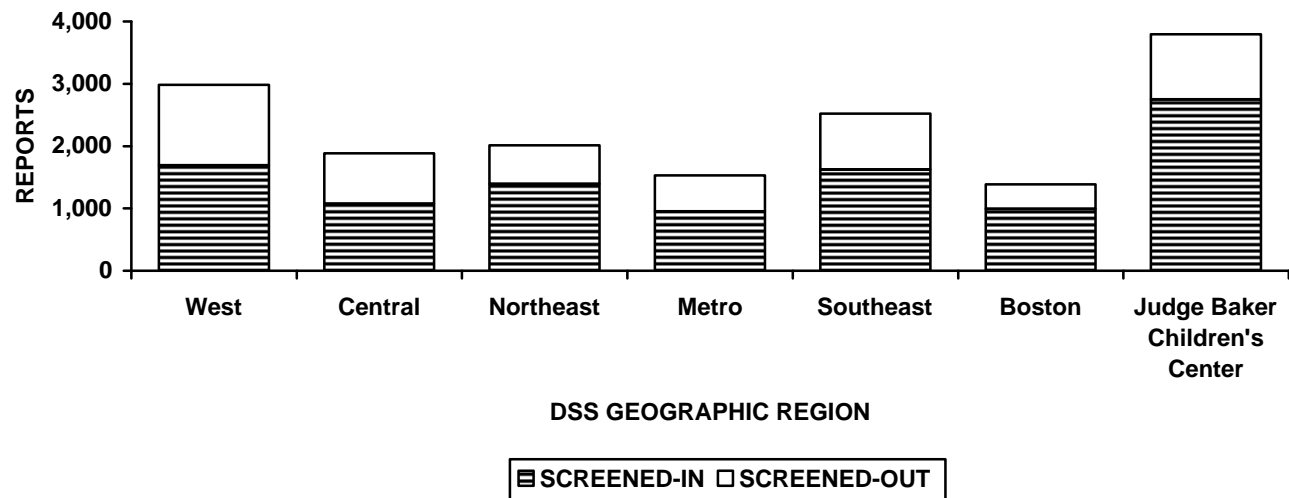 4,000
3,000
2,000
1,000
0
REPORTS
West Central Northeast Metro Southeast Boston Judge Baker
Children's
Center
DSS GEOGRAPHIC REGION
SCREENED-IN SCREENED-OUT